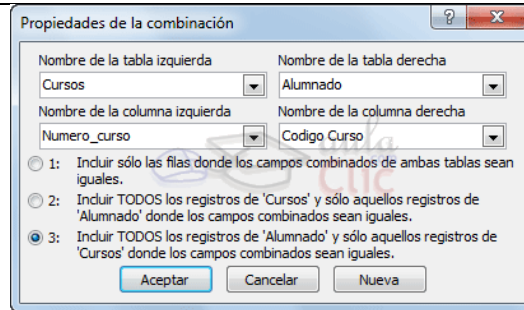 Propiedades de la combinación
Nombre de la tabla izquierda
Nombre de la tabla derecha
Cursos
Alumnado
Nombre de la columna izquierda
Nombre de la columna derecha
Numero_curso
Codigo Curso
1: Incluir sólo las filas donde los campos combinados de ambas tablas sean
iguales.
2: Incluir TODOS los registros de 'Cursos' y sólo aquellos registros de
'Alumnado' donde los campos combinados sean iguales.
3: Incluir TODOS los registros de 'Alumnado' y sólo aquellos registros de
'Cursos' donde los campos combinados sean iguales.
Aceptar
Cancelar
Nueva
aula
Clic